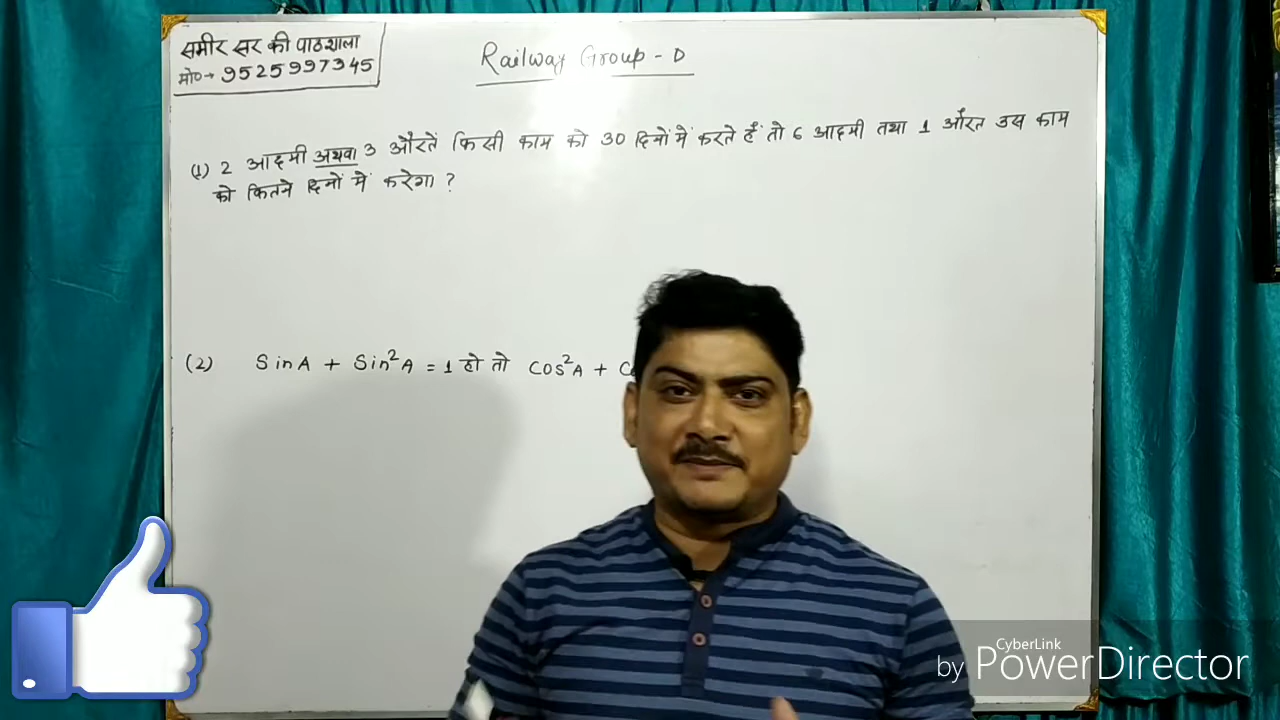 समीर सर की पाठशाला
मो०→ 9525997345
Railway Group - D
(1) 2 आदमी अथवा 3 औरतें किसी काम को 30 दिनों में करते हैं तो 6 आदमी तथा 1 औरत उस काम
को कितने दिनों में करेगा ?
(2) SinA + Sin²A = 1 हो तो COS²A +
CyberLink
by PowerDirector